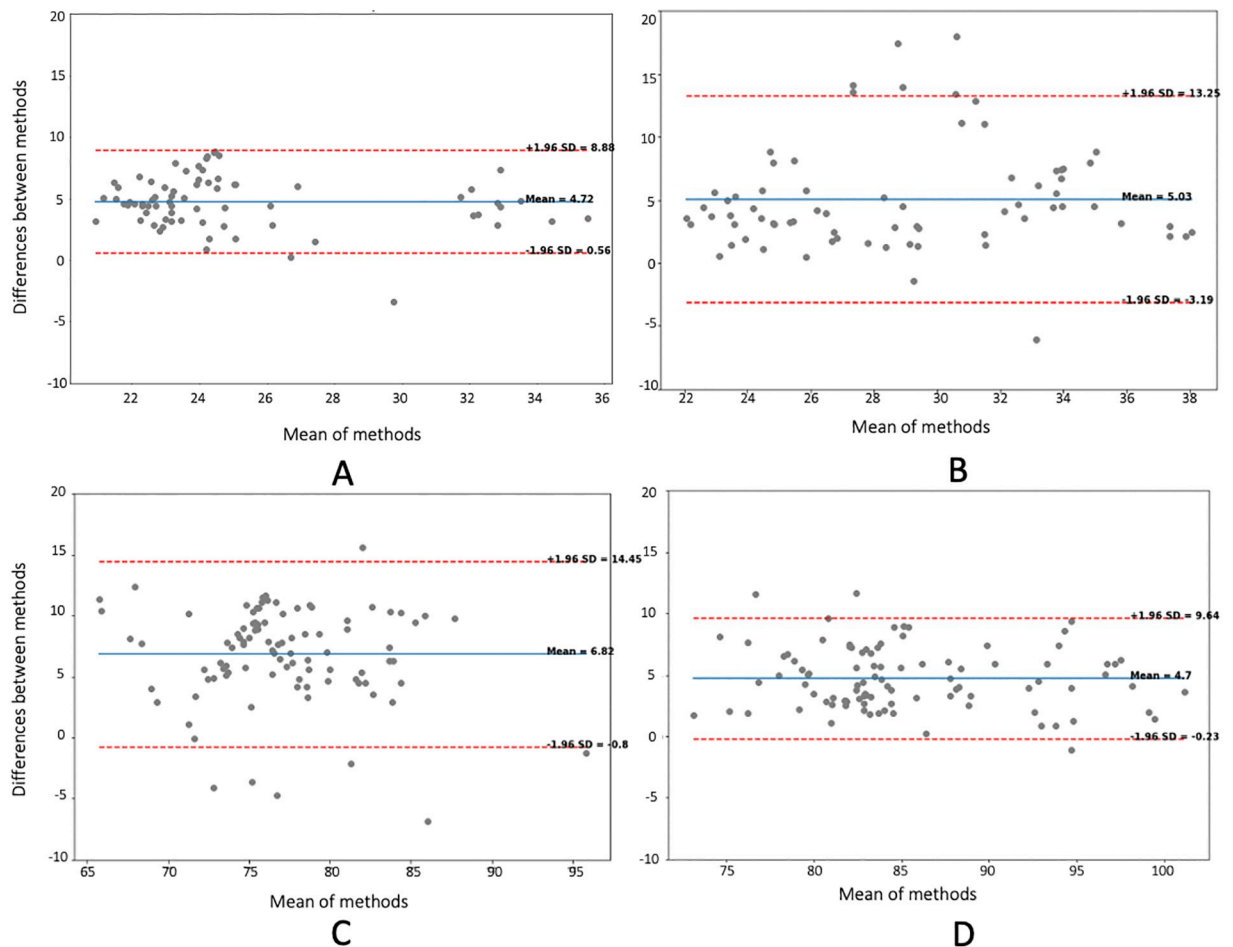 20
15
10
5
0
-5
-10
Differences between methods
+1.96 SD = 8.88
Mean = 4.72
-1.96 SD = 0.56
22 24 26 28 30 32 34 36
Mean of methods
A
20
15
10
5
0
-5
-10
+1.96 SD = 13.25
Mean = 5.03
-1.96 SD = -3.19
22 24 26 28 30 32 34 36 38
Mean of methods
B
20
15
10
5
0
-5
-10
Differences between methods
+1.96 SD = 14.45
Mean = 6.82
-1.96 SD = -0.8
65 70 75 80 85 90 95
Mean of methods
C
20
15
10
5
0
-5
-10
+1.96 SD = 9.64
Mean = 4.7
-1.96 SD = -0.23
75 80 85 90 95 100
Mean of methods
D